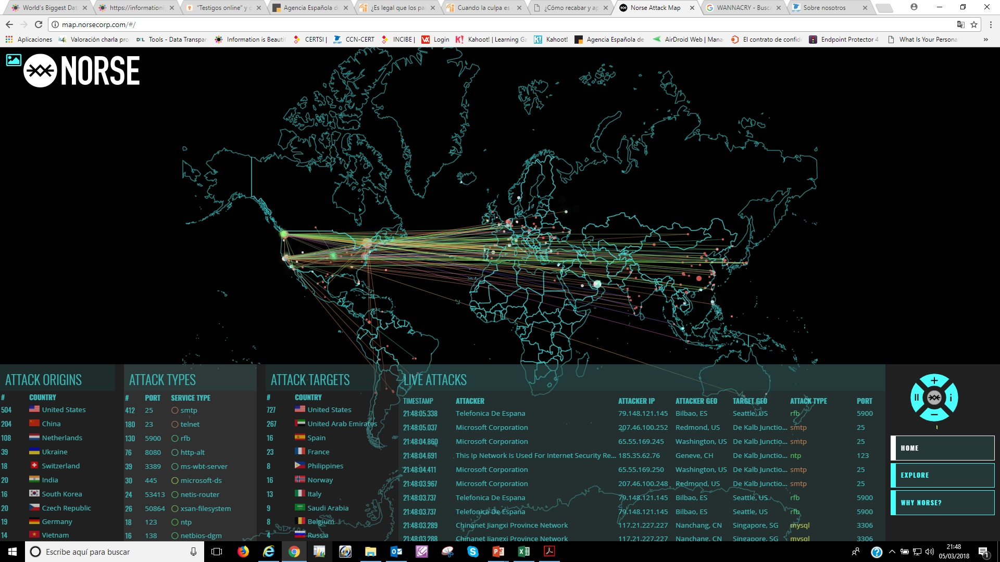 World's Biggest Dat
https://informationi
"Testigos online" y c
Agencia Española de
¿Es legal que los pa
Cuando la culpa es
¿Cómo recabar y ap
Norse Attack Map
WANNACRY - Busc
Sobre nosotros
map.norsecorp.com/#/
Aplicaciones
Valoración charla pro
DTL Tools - Data Transpar
Information is Beauti
CERTSI |
CCN-CERT
INCIBE |
Login
Kahoot! | Learning Ga
Kahoot!
Agencia Española de
AirDroid Web | Mana
El contrato de confid
Endpoint Protector 4
What Is Your Persona
»
NORSE
ATTACK ORIGINS
# COUNTRY
504 United States
204 China
108 Netherlands
39 Ukraine
18 Switzerland
20 India
16 South Korea
20 Czech Republic
19 Germany
14 Vietnam
ATTACK TYPES
# PORT SERVICE TYPE
412 25 smtp
180 23 telnet
130 5900 rfb
76 8080 http-alt
39 3389 ms-wbt-server
30 445 microsoft-ds
24 53413 netis-router
26 50864 xsan-filesystem
18 123 ntp
16 138 netbios-dgm
ATTACK TARGETS
# COUNTRY
727 United States
267 United Arab Emirates
16 Spain
23 France
8 Philippines
16 Norway
13 Italy
9 Saudi Arabia
8 Belgium
4 Russia
LIVE ATTACKS
TIMESTAMP ATTACKER ATTACKER IP ATTACKER GEO TARGET GEO ATTACK TYPE PORT
21:48:05.338 Telefonica De Espana 79.148.121.145 Bilbao, ES Seattle, US rfb 5900
21:48:05.037 Microsoft Corporation 207.46.100.252 Redmond, US De Kalb Junctio... smtp 25
21:48:04.860 Microsoft Corporation 65.55.169.245 Washington, US De Kalb Junctio... smtp 25
21:48:04.691 This Ip Network Is Used For Internet Security Re... 185.35.62.76 Geneve, CH De Kalb Junctio... ntp 123
21:48:04.411 Microsoft Corporation 65.55.169.250 Washington, US De Kalb Junctio... smtp 25
21:48:03.967 Microsoft Corporation 207.46.100.248 Redmond, US De Kalb Junctio... smtp 25
21:48:03.737 Telefonica De Espana 79.148.121.145 Bilbao, ES Seattle, US rfb 5900
21:48:03.737 Telefonica De Espana 79.148.121.145 Bilbao, ES Seattle, US rfb 5900
21:48:03.289 Chinanet Jiangxi Province Network 117.21.227.227 Nanchang, CN Singapore, SG mysql 3306
21:48:03.288 Chinanet Jiangxi Province Network 117.21.227.227 Nanchang, CN Singapore, SG mysql 3306
HOME
EXPLORE
WHY NORSE?
Escribe aquí para buscar
21:48
05/03/2018
1